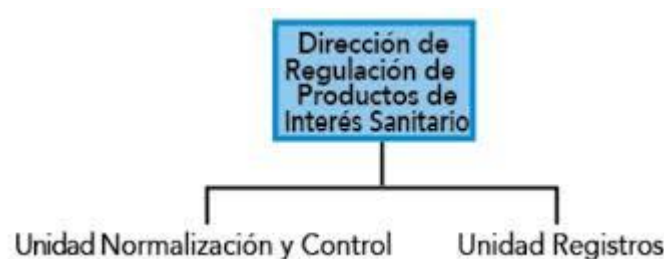 Dirección de
Regulación de
Productos de
Interés Sanitario
Unidad Normalización y Control
Unidad Registros